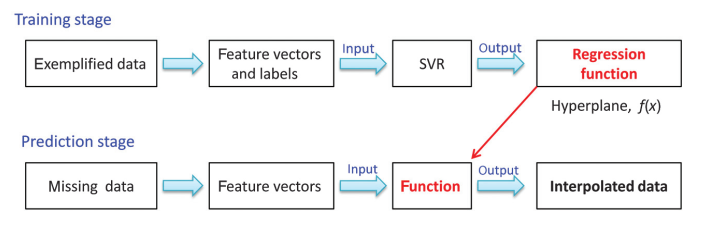 Training stage
Input
Output
Exemplified data
Feature vectors
and labels
SVR
Regression
function
Hyperplane, f(x)
Prediction stage
Input
Output
Missing data
Feature vectors
Function
Interpolated data